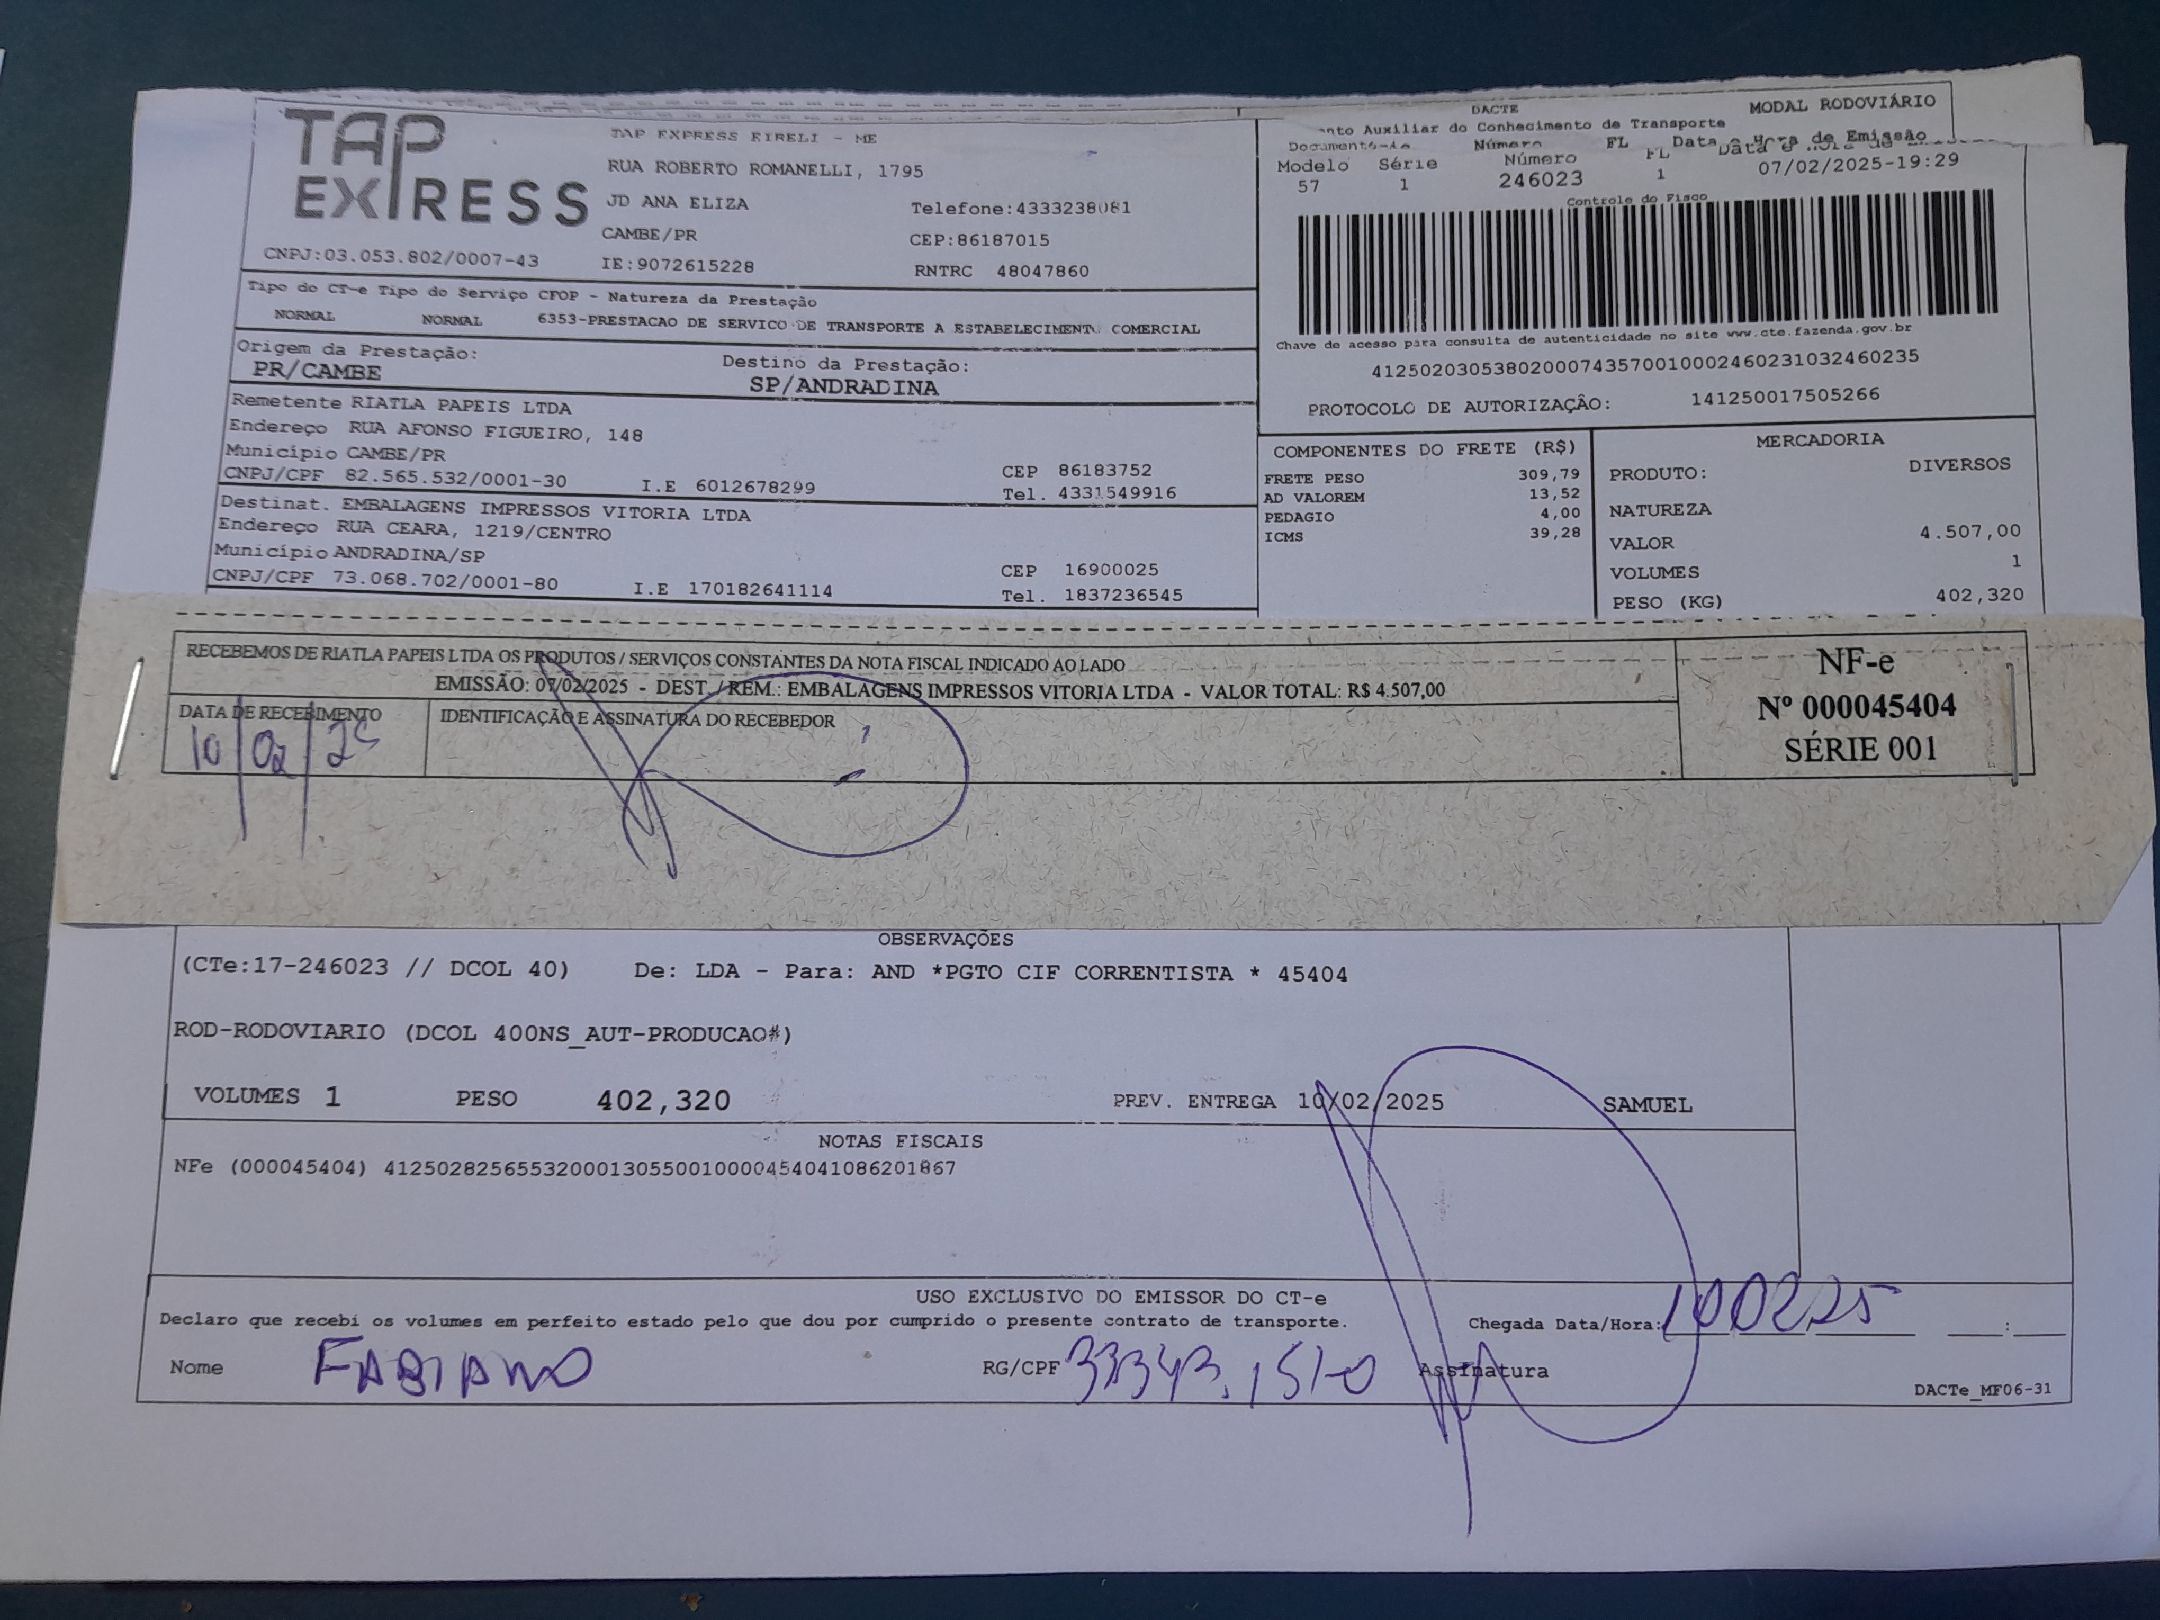 TAP EXPRESS
TAP EXPRESS EIRELI - ME
RUA ROBERTO ROMANELLI, 1795
JD ANA ELIZA Telefone:4333238081
CAMBE/PR CEP:86187015
CNPJ:03.053.802/0007-43 IE:9072615228 RNTRC 48047860
DACTE MODAL RODOVIÁRIO
Auxiliar do Conhecimento de Transporte
Número FL Data e Hora de Emissão
Modelo Série Número FL
57 1 246023 1 07/02/2025-19:29
Controle do Fisco
Chave de acesso para consulta de autenticidade no site www.cte.fazenda.gov.br
41250203053802000743570010002460231032460235
PROTOCOLO DE AUTORIZAÇÃO: 141250017505266
Tipo do CT-e Tipo do Serviço CFOP - Natureza da Prestação
NORMAL NORMAL 6353-PRESTACAO DE SERVICO DE TRANSPORTE A ESTABELECIMENTO COMERCIAL
Origem da Prestação: Destino da Prestação:
PR/CAMBE SP/ANDRADINA
Remetente RIATLA PAPEIS LTDA
Endereço RUA AFONSO FIGUEIRO, 148
Município CAMBE/PR CEP 86183752
CNPJ/CPF 82.565.532/0001-30 I.E 6012678299 Tel. 4331549916
Destinat. EMBALAGENS IMPRESSOS VITORIA LTDA
Endereço RUA CEARA, 1219/CENTRO
Município ANDRADINA/SP CEP 16900025
CNPJ/CPF 73.068.702/0001-80 I.E 170182641114 Tel. 1837236545
COMPONENTES DO FRETE (R$)
FRETE PESO 309,79
AD VALOREM 13,52
PEDAGIO 4,00
ICMS 39,28
MERCADORIA
PRODUTO: DIVERSOS
NATUREZA
VALOR 4.507,00
VOLUMES 1
PESO (KG) 402,320
RECEBEMOS DE RIATLA PAPEIS LTDA OS PRODUTOS / SERVIÇOS CONSTANTES DA NOTA FISCAL INDICADO AO LADO
EMISSÃO: 07/02/2025 - DEST. / REM.: EMBALAGENS IMPRESSOS VITORIA LTDA - VALOR TOTAL: R$ 4.507,00
DATA DE RECEBIMENTO IDENTIFICAÇÃO E ASSINATURA DO RECEBEDOR
10/02/25
NF-e
Nº 000045404
SÉRIE 001
OBSERVAÇÕES
(CTe:17-246023 // DCOL 40) De: LDA - Para: AND *PGTO CIF CORRENTISTA * 45404
ROD-RODOVIARIO (DCOL 400NS_AUT-PRODUCAO#)
VOLUMES 1 PESO 402,320 PREV. ENTREGA 10/02/2025 SAMUEL
NOTAS FISCAIS
NFe (000045404) 41250282565532000130550010000454041086201867
USO EXCLUSIVO DO EMISSOR DO CT-e
Declaro que recebi os volumes em perfeito estado pelo que dou por cumprido o presente contrato de transporte. Chegada Data/Hora: 100225 :
Nome FABIANO RG/CPF 33343.151-0 Assinatura
DACTe_MF06-31